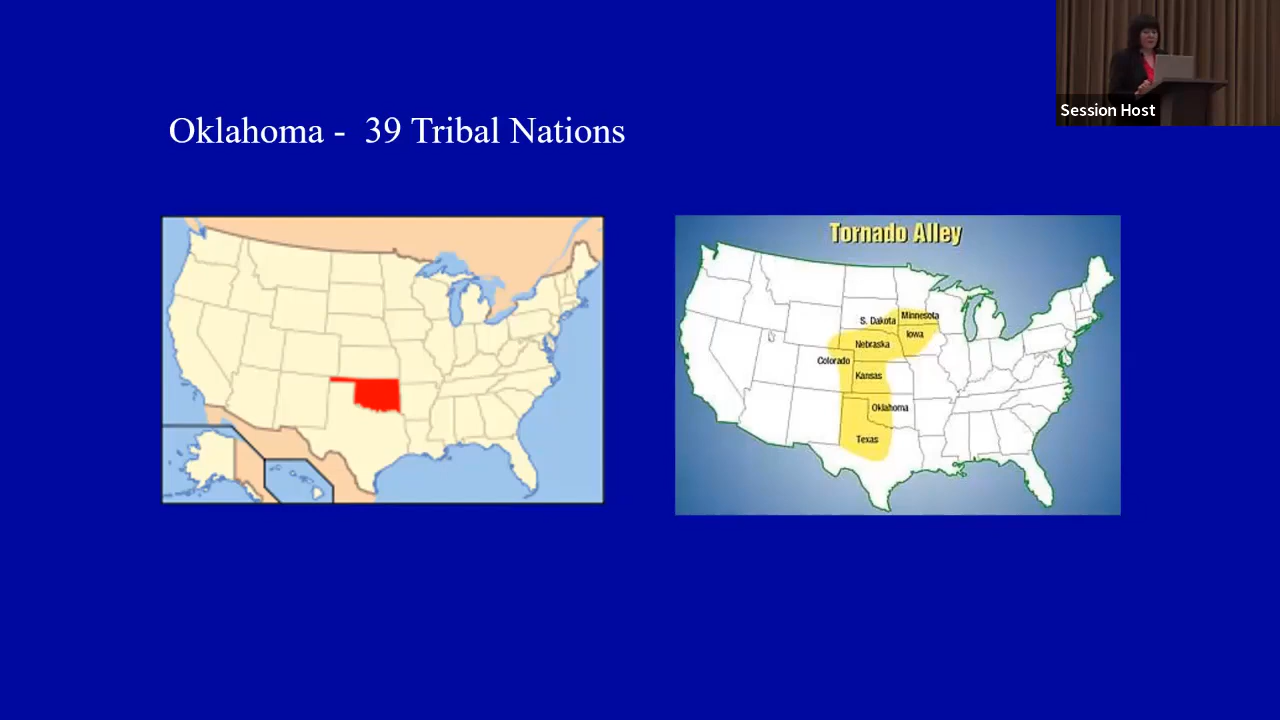 Session Host
Oklahoma - 39 Tribal Nations
Tornado Alley
Minnesota
S. Dakota
Iowa
Nebraska
Colorado
Kansas
Oklahoma
Texas